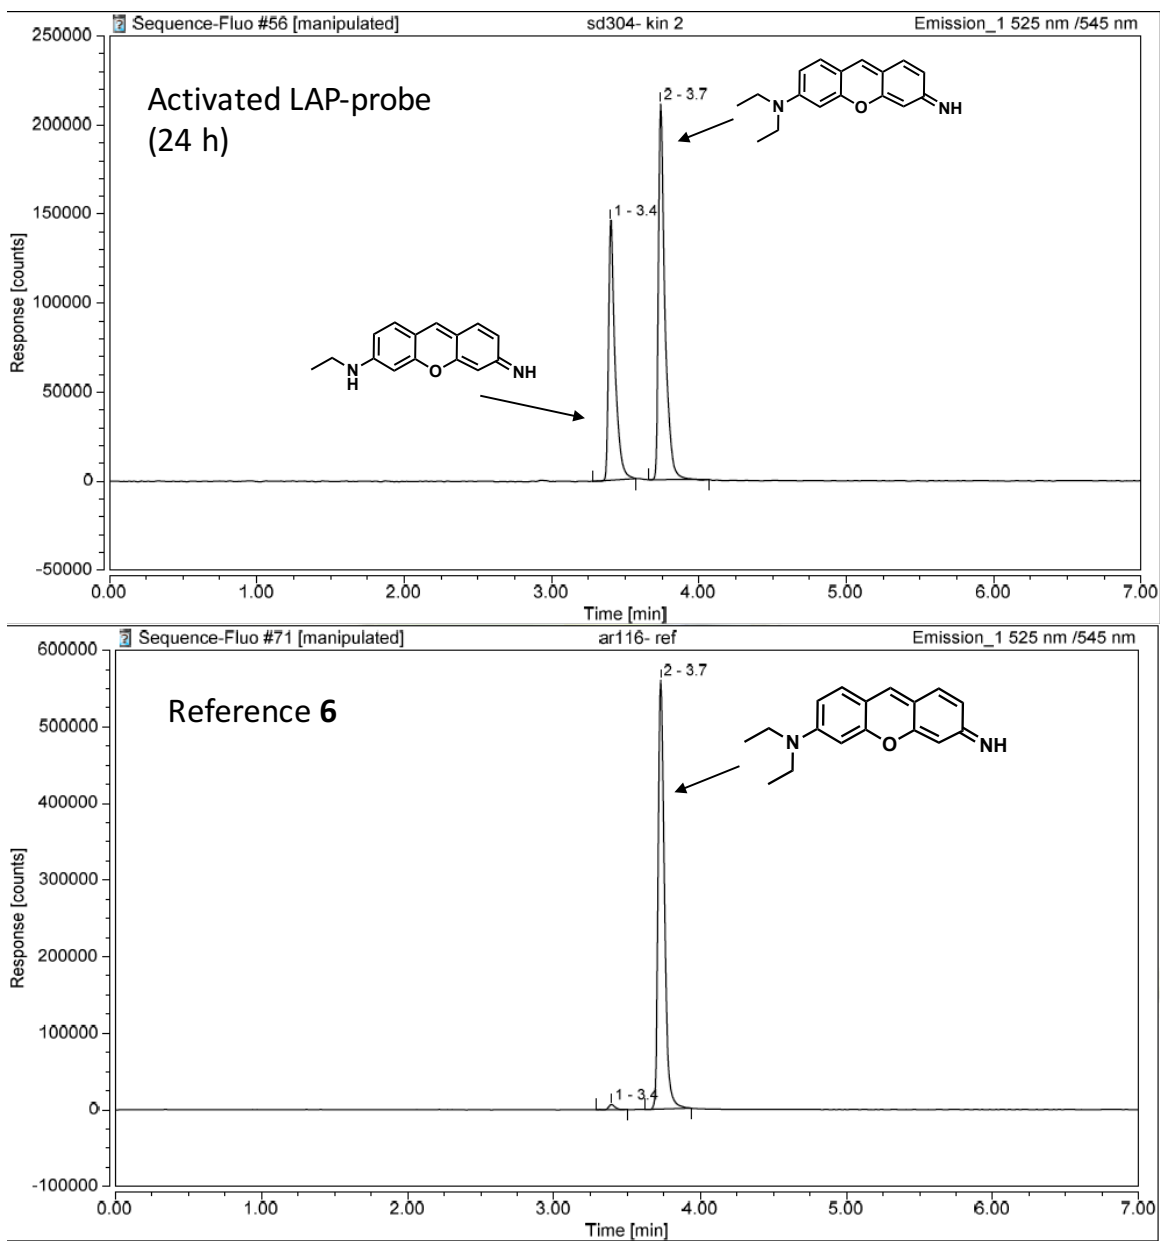 Sequence-Fluo #56 [manipulated] sd304- kin 2 Emission_1 525 nm /545 nm
Activated LAP-probe
(24 h)
2 - 3.7
N
O
NH
1 - 3.4
N
H
O
NH
Response [counts]
250000
200000
150000
100000
50000
0
-50000
0.00 1.00 2.00 3.00 4.00 5.00 6.00 7.00
Time [min]
Sequence-Fluo #71 [manipulated] ar116- ref Emission_1 525 nm /545 nm
Reference 6
2 - 3.7
N
O
NH
1 - 3.4
Response [counts]
600000
500000
400000
300000
200000
100000
0
-100000
0.00 1.00 2.00 3.00 4.00 5.00 6.00 7.00
Time [min]